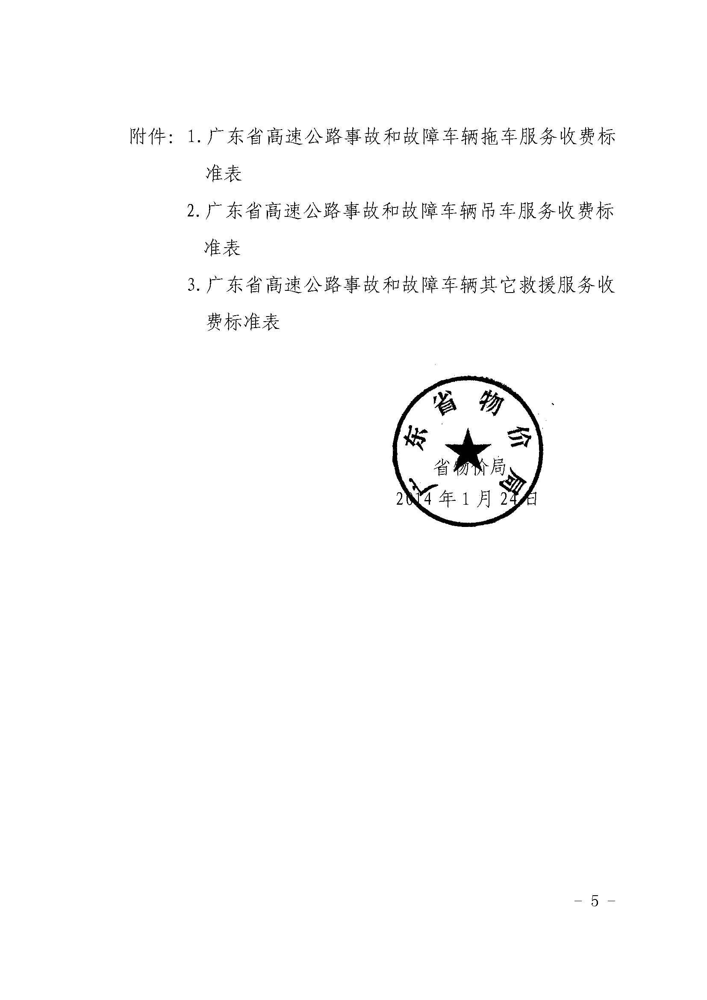 附件：1.广东省高速公路事故和故障车辆拖车服务收费标
准表
2.广东省高速公路事故和故障车辆吊车服务收费标
准表
3.广东省高速公路事故和故障车辆其它救援服务收
费标准表
广东省物价局
省物价局
2014年1月24日
- 5 -